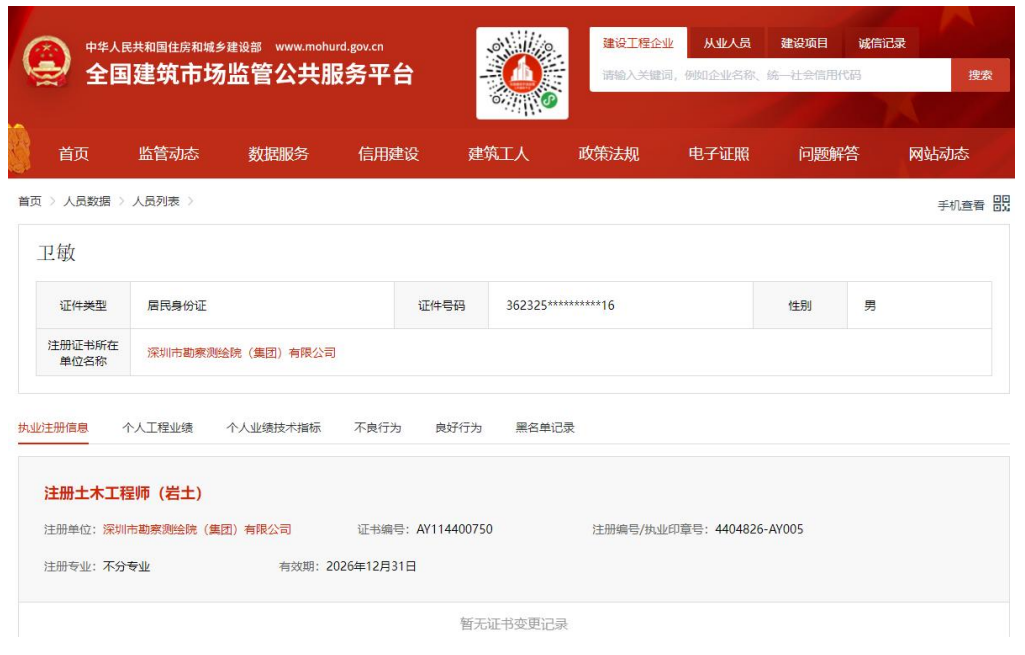 中华人民共和国住房和城乡建设部 www.mohurd.gov.cn
全国建筑市场监管公共服务平台
建设工程企业 从业人员 建设项目 诚信记录
请输入关键词，例如企业名称、统一社会信用代码 搜索
首页 监管动态 数据服务 信用建设 建筑工人 政策法规 电子证照 问题解答 网站动态
首页 > 人员数据 > 人员列表 >
手机查看
卫敏
证件类型 居民身份证 证件号码 362325**********16 性别 男
注册证书所在
单位名称
深圳市勘察测绘院（集团）有限公司
执业注册信息 个人工程业绩 个人业绩技术指标 不良行为 良好行为 黑名单记录
注册土木工程师（岩土）
注册单位：深圳市勘察测绘院（集团）有限公司 证书编号：AY114400750 注册编号/执业印章号：4404826-AY005
注册专业：不分专业 有效期：2026年12月31日
暂无证书变更记录